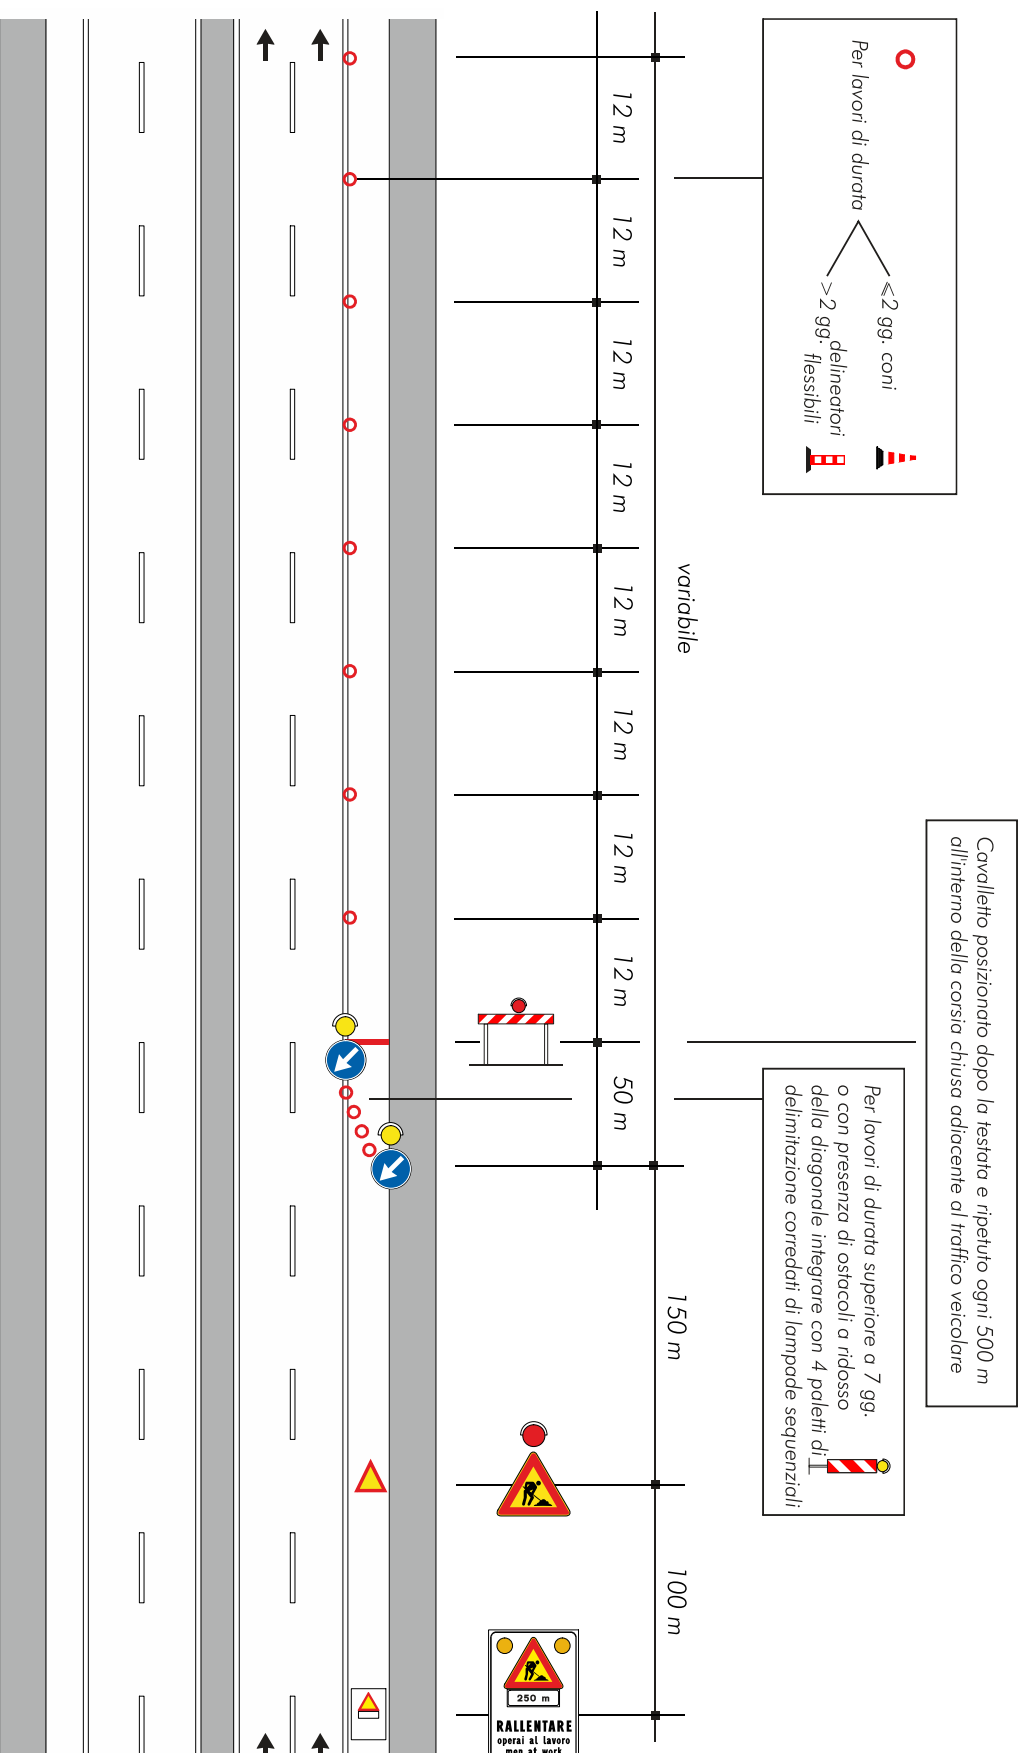 Per lavori di durata
⩽2 gg. coni
>2 gg. delineatori
flessibili
12 m
12 m
12 m
12 m
12 m
12 m
12 m
12 m
50 m
variabile
150 m
100 m
Cavalletto posizionato dopo la testata e ripetuto ogni 500 m
all'interno della corsia chiusa adiacente al traffico veicolare
Per lavori di durata superiore a 7 gg.
o con presenza di ostacoli a ridosso
della diagonale integrare con 4 paletti di
delimitazione corredati di lampade sequenziali
250 m
RALLENTARE
operai al lavoro
men at work